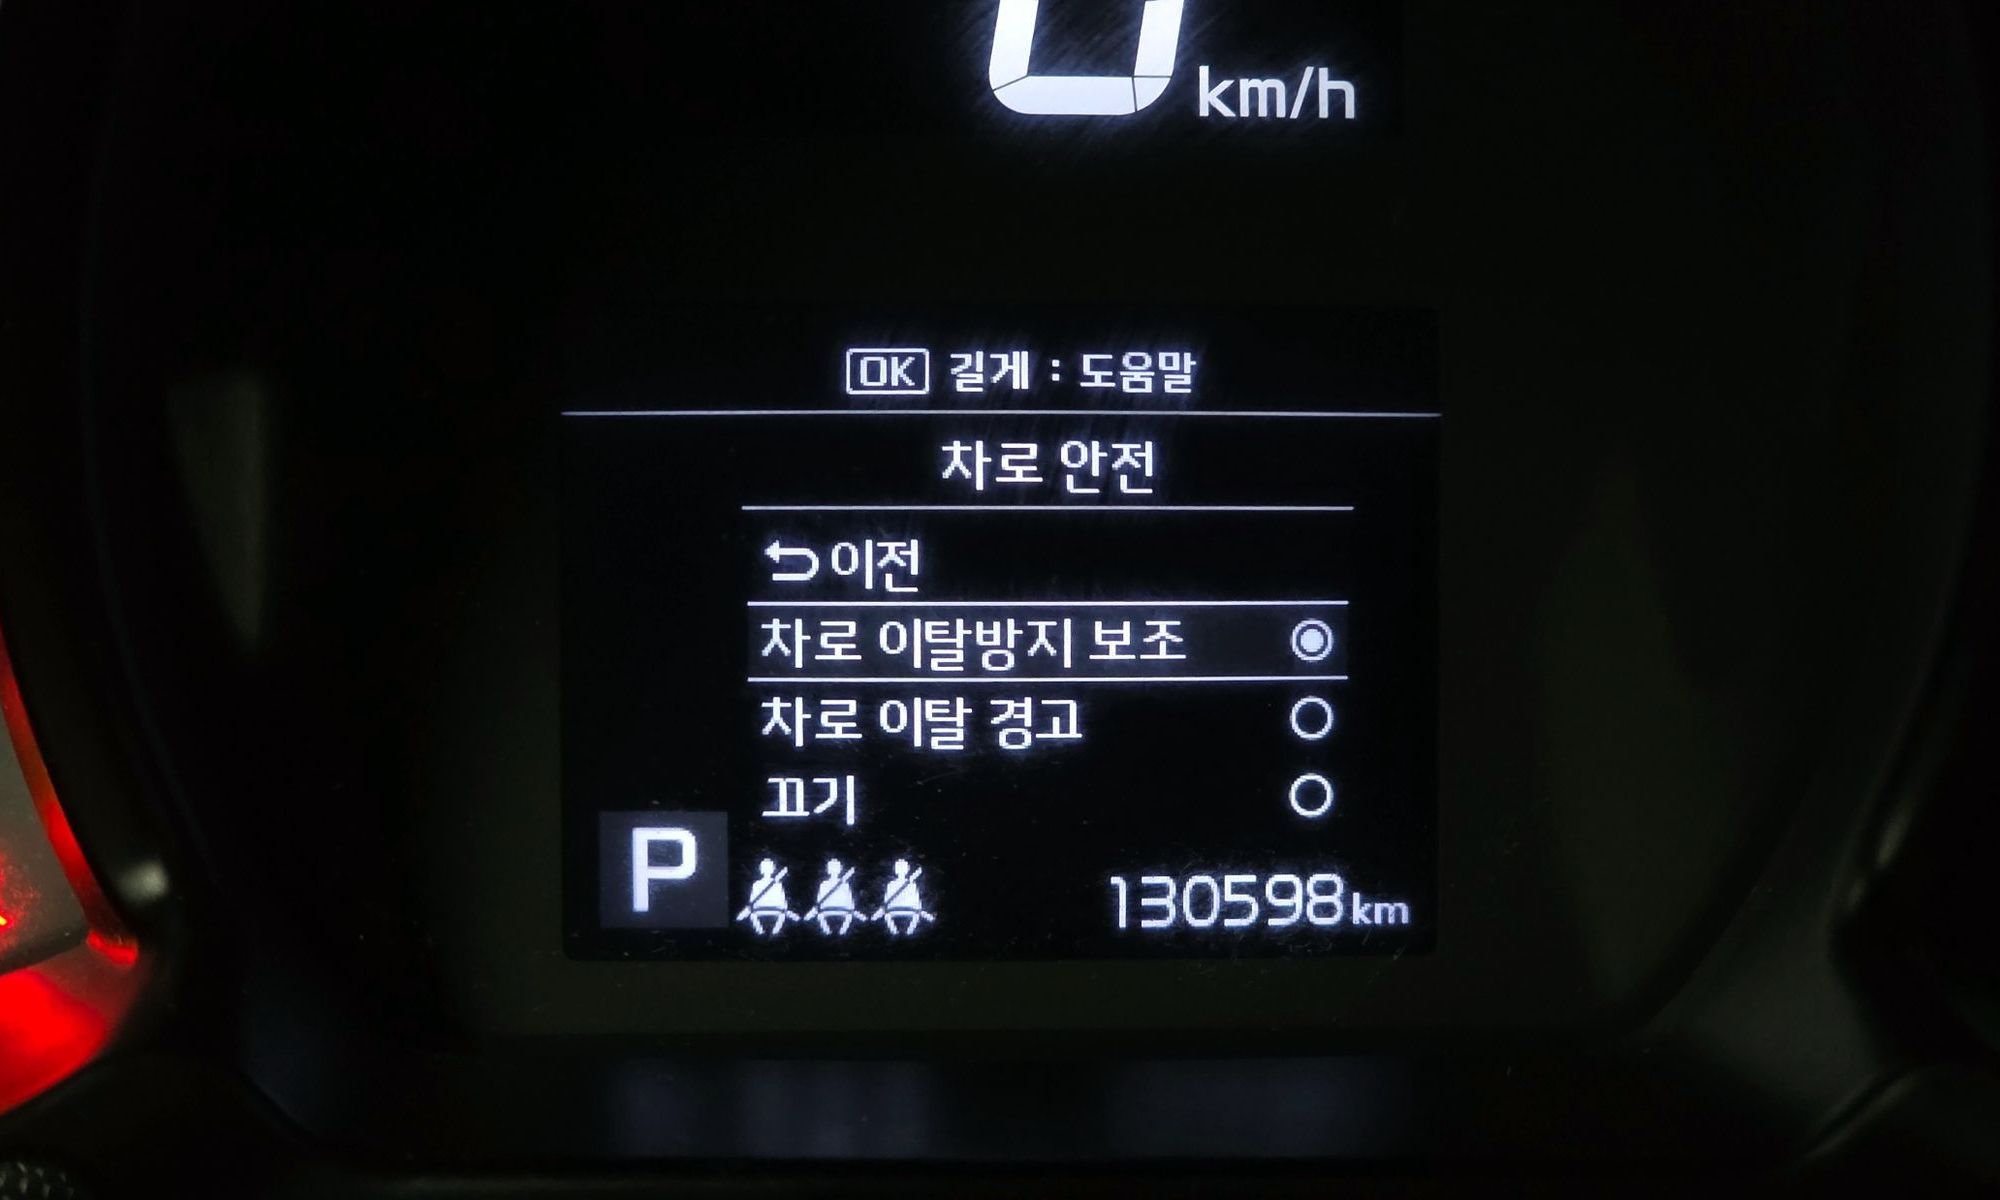 0 km/h
OK 길게 : 도움말
차로 안전
이전
차로 이탈방지 보조
차로 이탈 경고
끄기
P
130598km